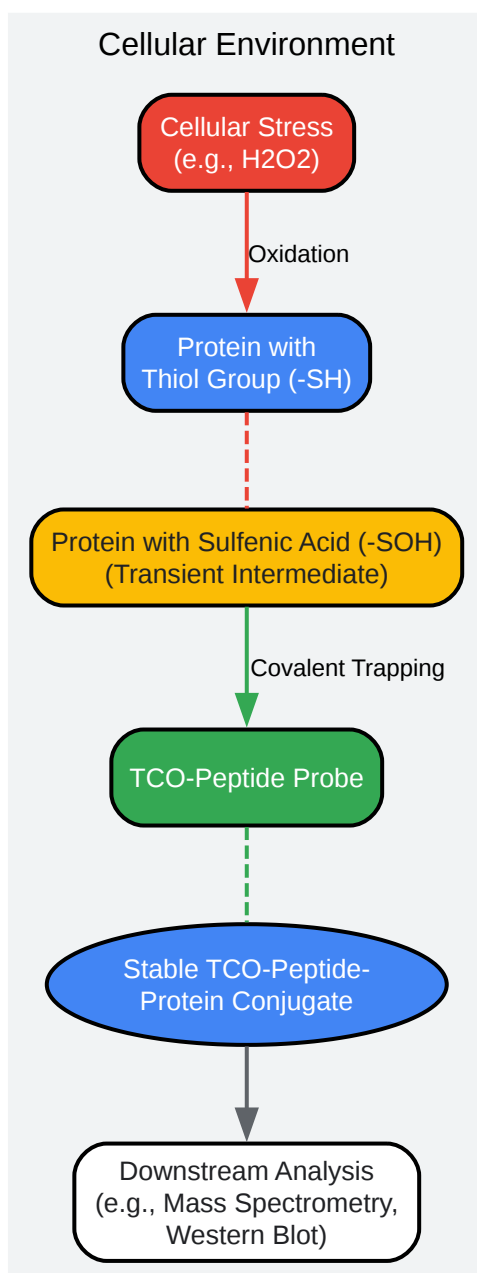 Cellular Environment
Cellular Stress
(e.g., H2O2)
Oxidation
Protein with
Thiol Group (-SH)
Protein with Sulfenic Acid (-SOH)
(Transient Intermediate)
Covalent Trapping
TCO-Peptide Probe
Stable TCO-Peptide-
Protein Conjugate
Downstream Analysis
(e.g., Mass Spectrometry,
Western Blot)